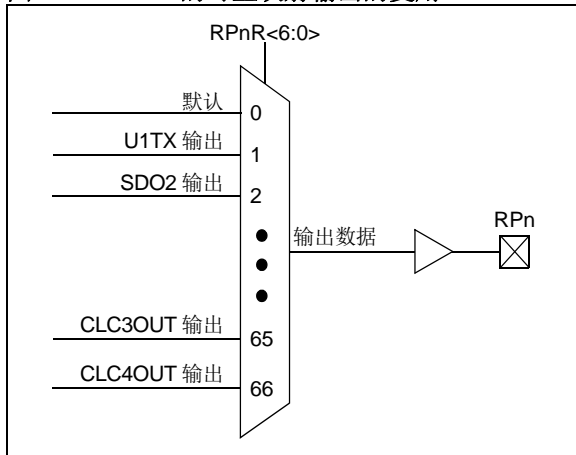 RPnR<6:0>
默认
0
U1TX 输出
1
SDO2 输出
2
输出数据
RPn
CLC3OUT 输出
65
CLC4OUT 输出
66